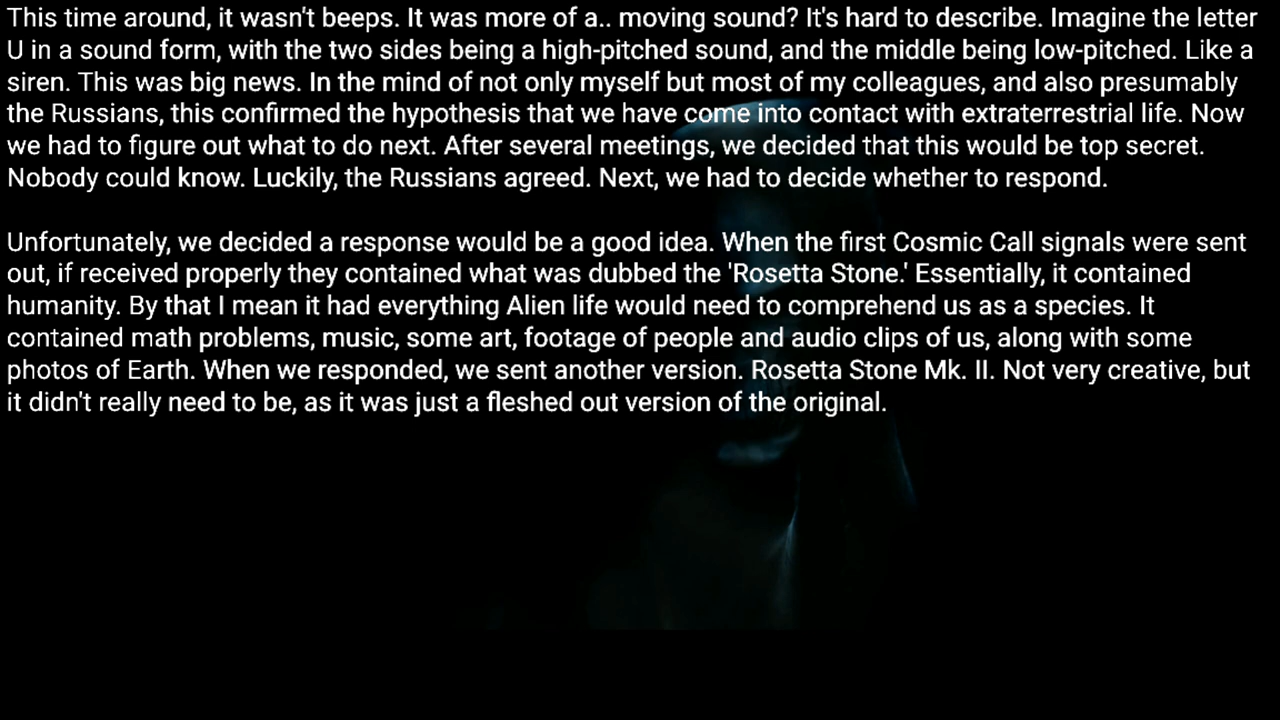 This time around, it wasn't beeps. It was more of a.. moving sound? It's hard to describe. Imagine the letter
U in a sound form, with the two sides being a high-pitched sound, and the middle being low-pitched. Like a
siren. This was big news. In the mind of not only myself but most of my colleagues, and also presumably
the Russians, this confirmed the hypothesis that we have come into contact with extraterrestrial life. Now
we had to figure out what to do next. After several meetings, we decided that this would be top secret.
Nobody could know. Luckily, the Russians agreed. Next, we had to decide whether to respond.
Unfortunately, we decided a response would be a good idea. When the first Cosmic Call signals were sent
out, if received properly they contained what was dubbed the 'Rosetta Stone.' Essentially, it contained
humanity. By that I mean it had everything Alien life would need to comprehend us as a species. It
contained math problems, music, some art, footage of people and audio clips of us, along with some
photos of Earth. When we responded, we sent another version. Rosetta Stone Mk. II. Not very creative, but
it didn't really need to be, as it was just a fleshed out version of the original.